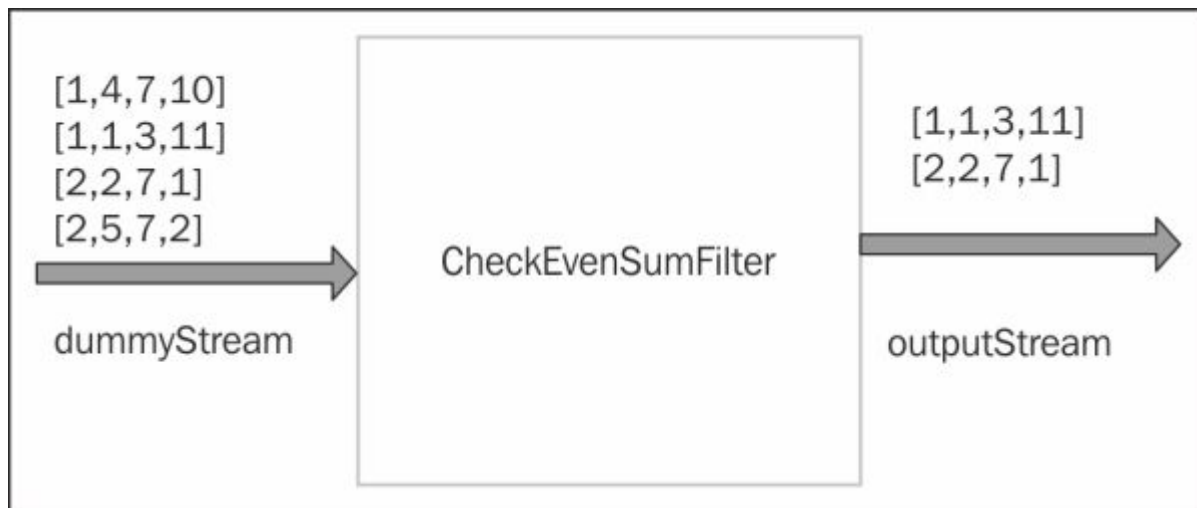 [1,4,7,10]
[1,1,3,11]
[2,2,7,1]
[2,5,7,2]
dummyStream
CheckEvenSumFilter
[1,1,3,11]
[2,2,7,1]
outputStream